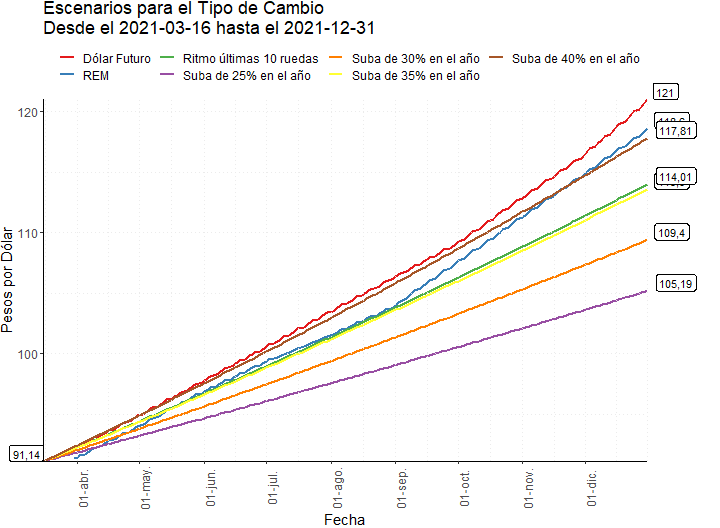 Escenarios para el Tipo de Cambio
Desde el 2021-03-16 hasta el 2021-12-31
Dólar Futuro
Ritmo últimas 10 ruedas
Suba de 30% en el año
Suba de 40% en el año
REM
Suba de 25% en el año
Suba de 35% en el año
121
117,81
114,01
109,4
105,19
91,14
120
110
100
Pesos por Dólar
01-abr.
01-may.
01-jun.
01-jul.
01-ago.
01-sep.
01-oct.
01-nov.
01-dic.
Fecha